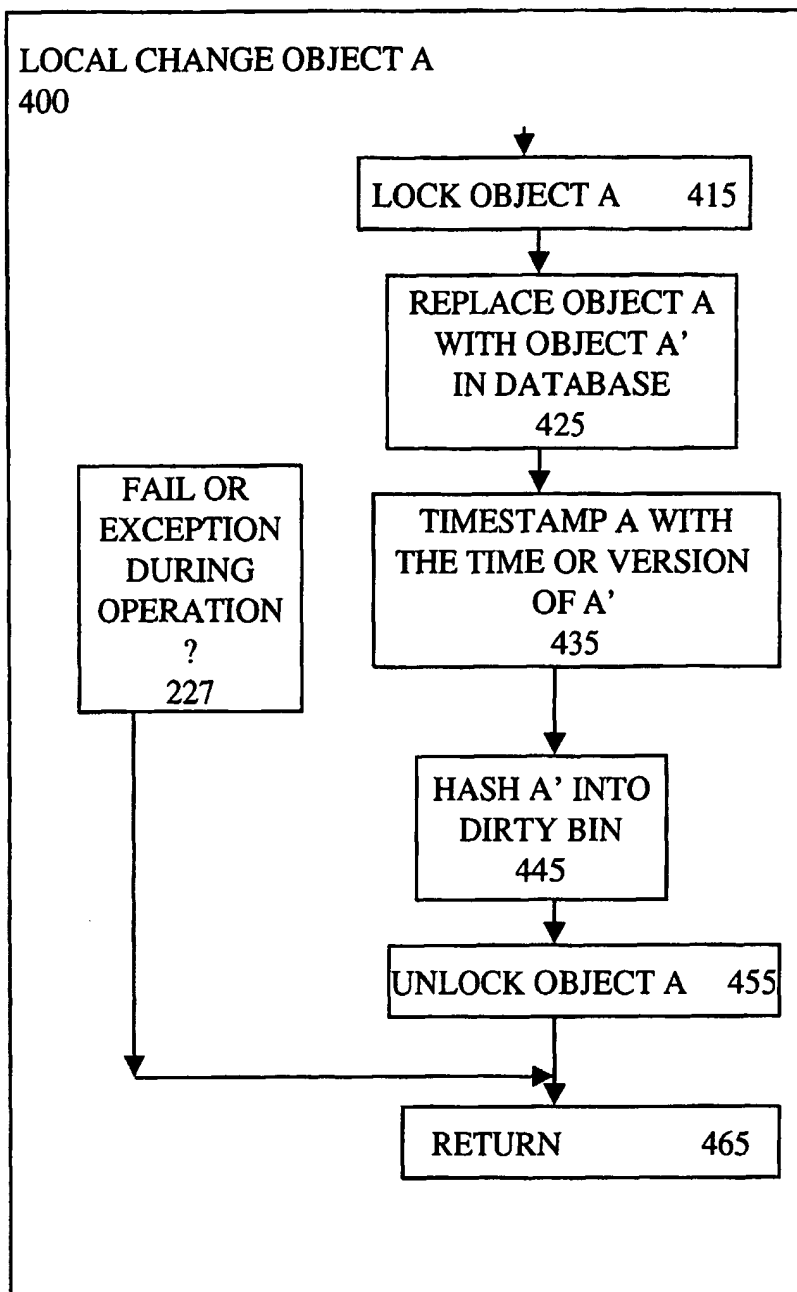 LOCAL CHANGE OBJECT A
400
LOCK OBJECT A 415
REPLACE OBJECT A
WITH OBJECT A'
IN DATABASE
425
FAIL OR
EXCEPTION
DURING
OPERATION
?
227
TIMESTAMP A WITH
THE TIME OR VERSION
OF A'
435
HASH A' INTO
DIRTY BIN
445
UNLOCK OBJECT A 455
RETURN 465